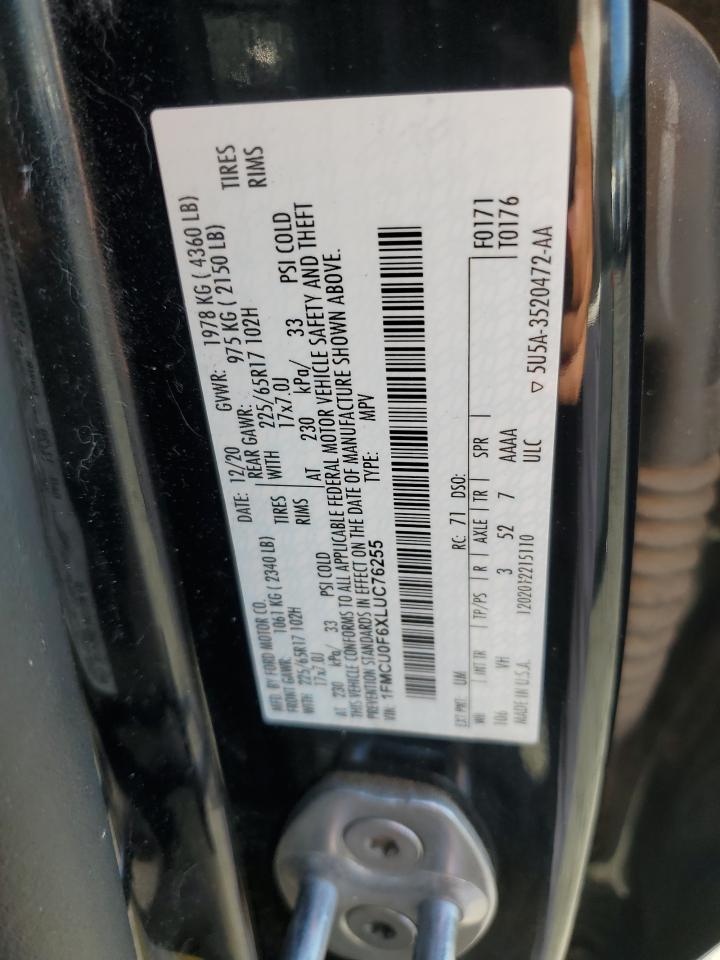 MFD. BY FORD MOTOR CO. DATE: 12/20 GVWR: 1978 KG ( 4360 LB)
FRONT GAWR: 1061 KG ( 2340 LB) REAR GAWR: 975 KG ( 2150 LB)
WITH 225/65R17 102H TIRES WITH 225/65R17 102H TIRES
17x7.0J RIMS 17x7.0J RIMS
AT 230 kPa/ 33 PSI COLD AT 230 kPa/ 33 PSI COLD
THIS VEHICLE CONFORMS TO ALL APPLICABLE FEDERAL MOTOR VEHICLE SAFETY AND THEFT
PREVENTION STANDARDS IN EFFECT ON THE DATE OF MANUFACTURE SHOWN ABOVE.
VIN: 1FMCU0F6XLUC76255 TYPE: MPV
EXT PNT: UM RC: 71 DSO:
WB INT TR TP/PS R AXLE TR SPR F0171
106 VH 3 52 7 AAAA T0176
MADE IN U.S.A. 12020122215110 ULC ▽ 5U5A-3520472-AA